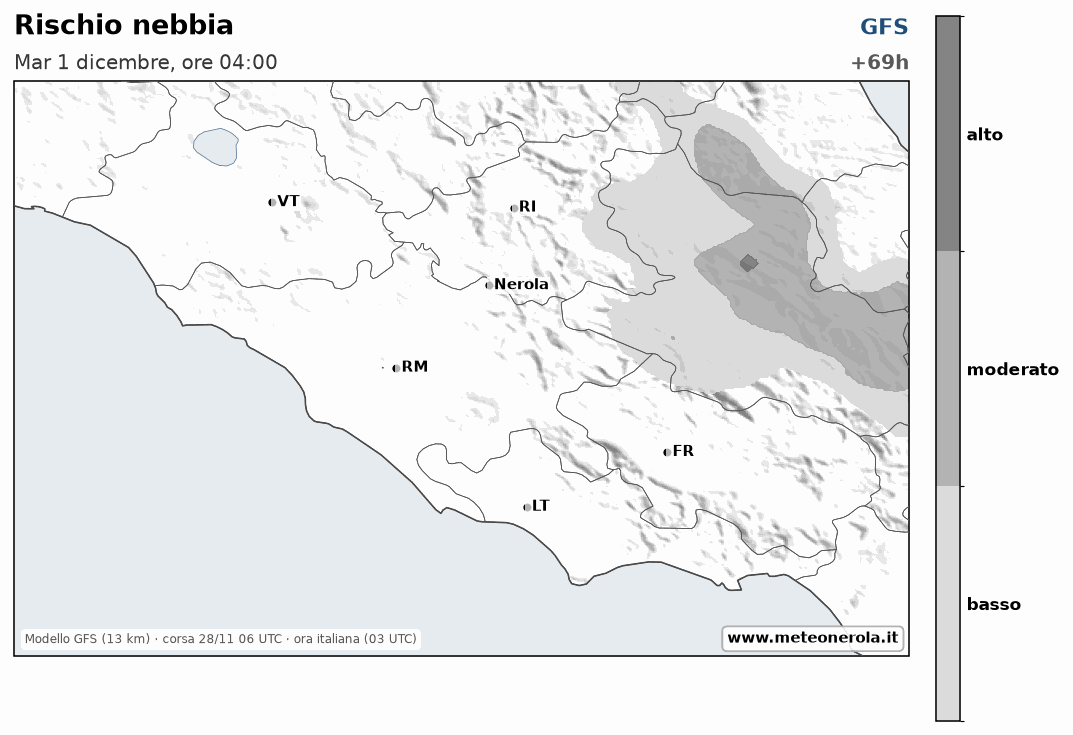 Rischio nebbia
GFS
Mar 1 dicembre, ore 04:00
+69h
alto
VT
RI
Nerola
RM
moderato
FR
LT
basso
Modello GFS (13 km) · corsa 28/11 06 UTC · ora italiana (03 UTC)
www.meteonerola.it